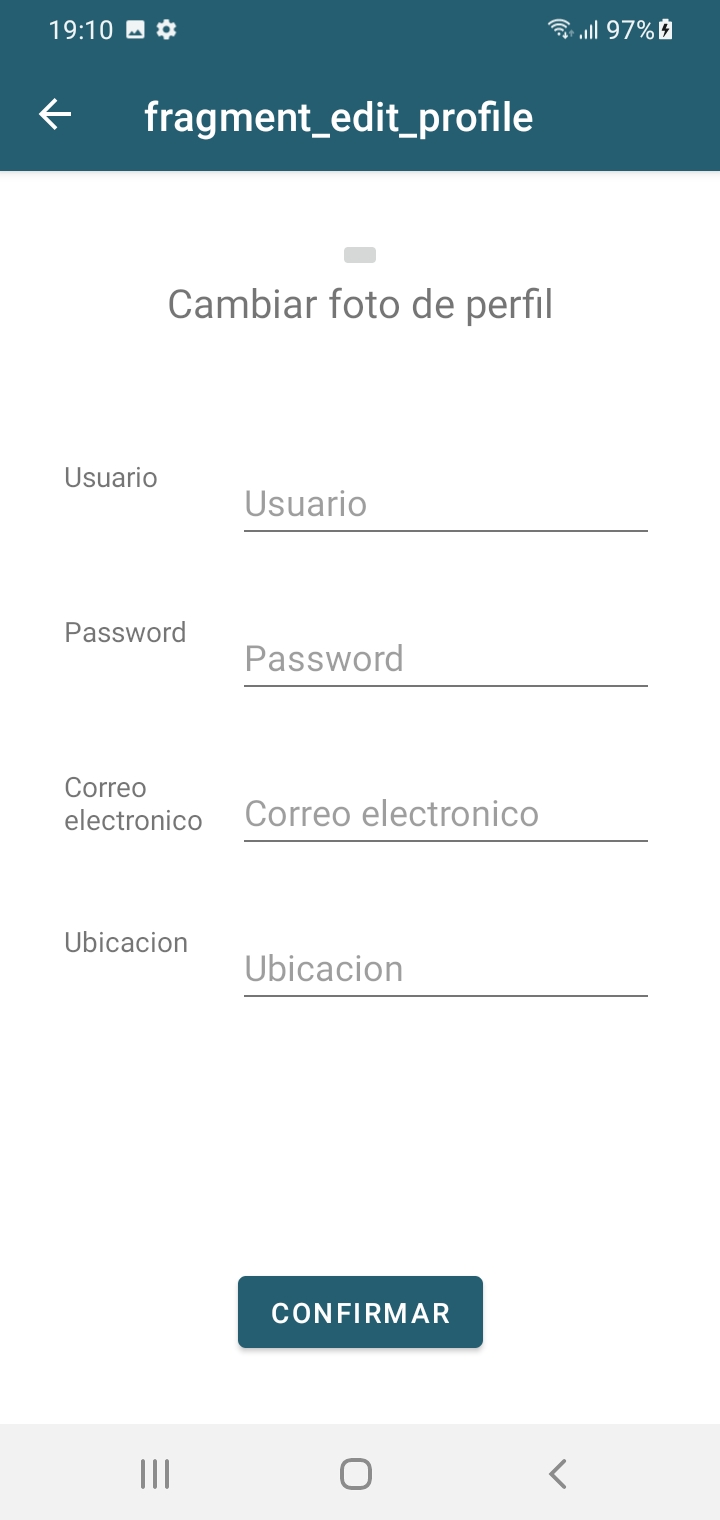 19:10 97%
fragment_edit_profile
Cambiar foto de perfil
Usuario
Usuario
Password
Password
Correo
electronico
Correo electronico
Ubicacion
Ubicacion
CONFIRMAR